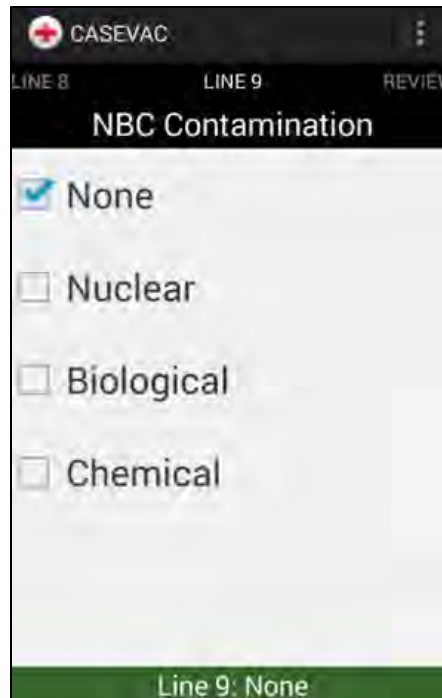 CASEVAC
LINE 8 LINE 9 REVIEW
NBC Contamination
None
Nuclear
Biological
Chemical
Line 9: None